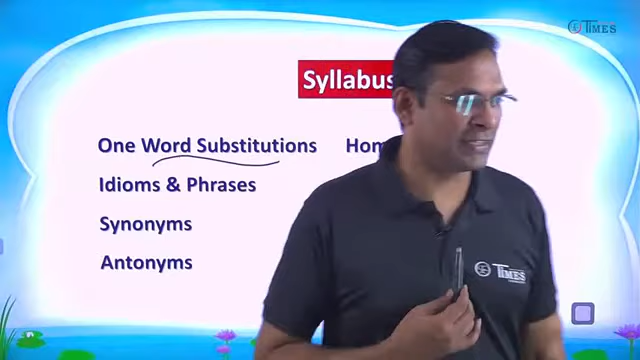 TIMES
Syllabus
One Word Substitutions
Idioms & Phrases
Synonyms
Antonyms
TIMES